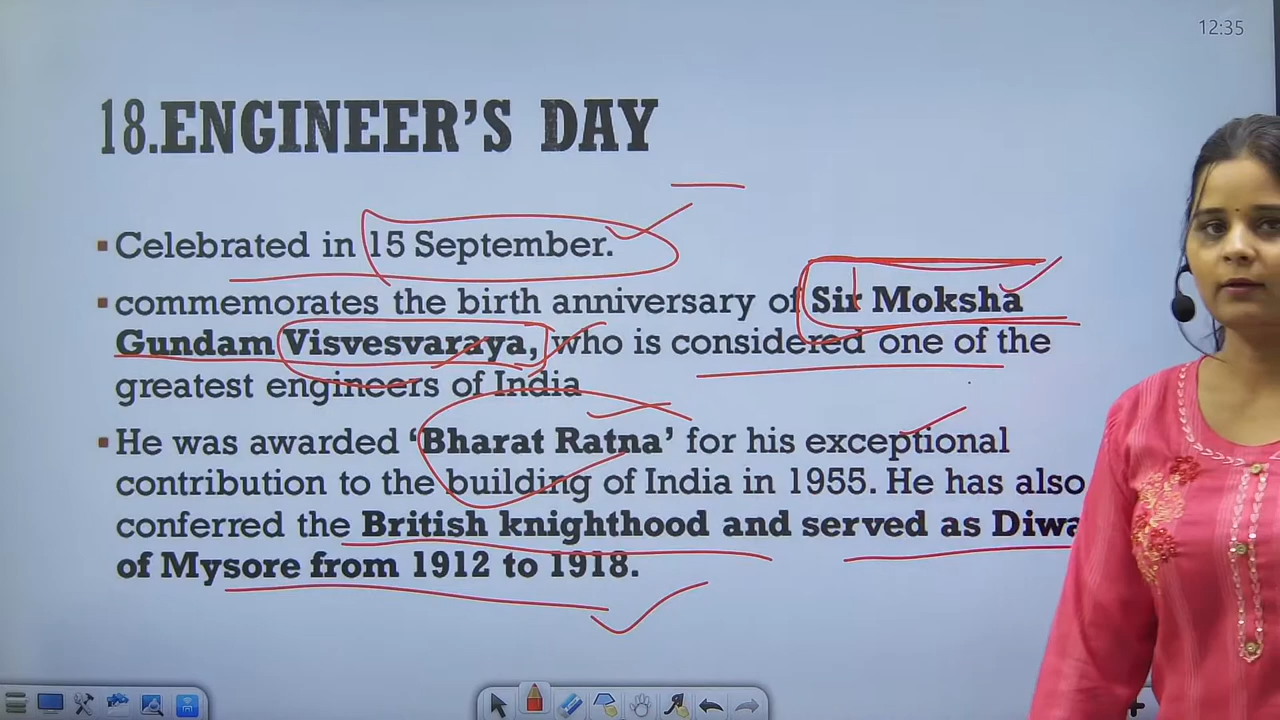 12:35
18.ENGINEER'S DAY
▪ Celebrated in 15 September.
▪ commemorates the birth anniversary of Sir Moksha
Gundam Visvesvaraya, who is considered one of the
greatest engineers of India
▪ He was awarded ‘Bharat Ratna’ for his exceptional
contribution to the building of India in 1955. He has also
conferred the British knighthood and served as Diwa
of Mysore from 1912 to 1918.